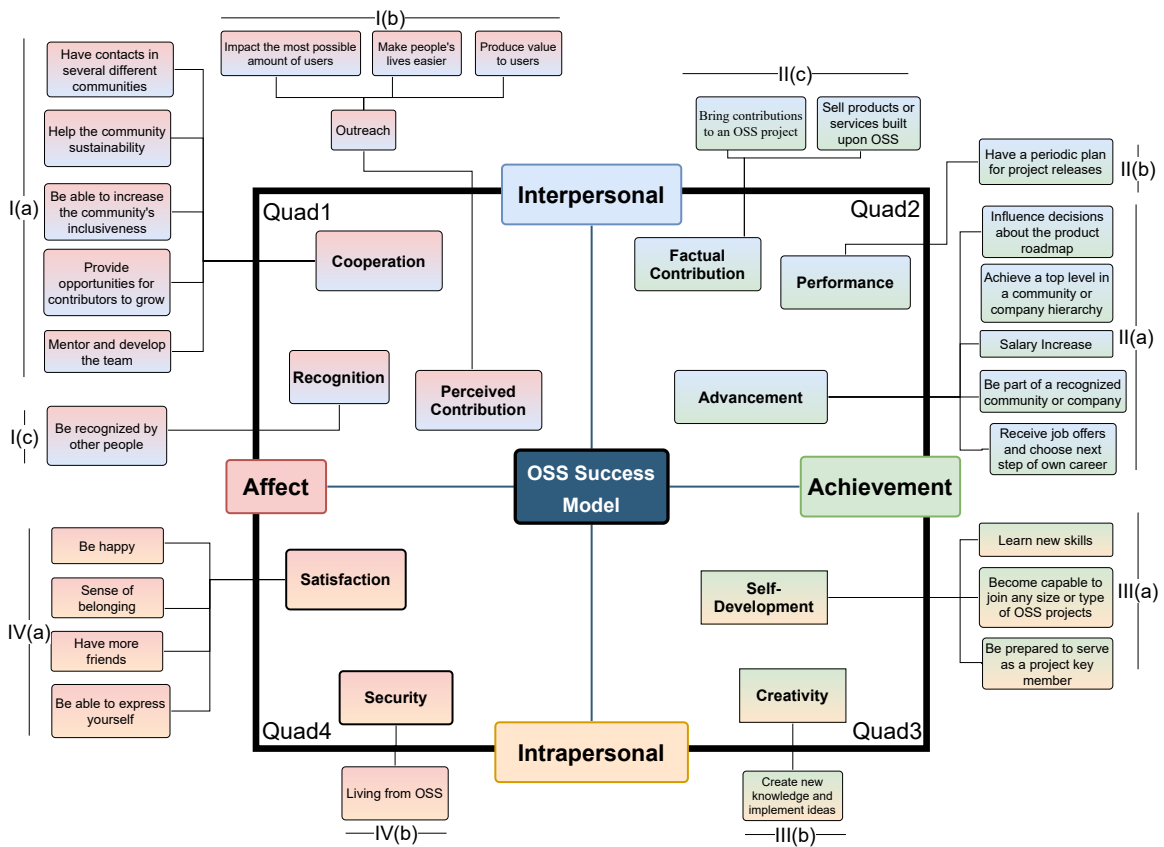 I(b)
Impact the most possible
amount of users
Make people's
lives easier
Produce value
to users
Outreach
I(a)
Have contacts in
several different
communities
Help the community
sustainability
Be able to increase
the community's
inclusiveness
Provide
opportunities for
contributors to grow
Mentor and develop
the team
I(c)
Be recognized by
other people
II(c)
Bring contributions
to an OSS project
Sell products or
services built
upon OSS
Have a periodic plan
for project releases
II(b)
Influence decisions
about the product
roadmap
Achieve a top level in
a community or
company hierarchy
Salary Increase
Be part of a recognized
community or company
Receive job offers
and choose next
step of own career
II(a)
Interpersonal
Quad1
Quad2
Cooperation
Recognition
Perceived
Contribution
Factual
Contribution
Performance
Advancement
Affect
OSS Success
Model
Achievement
Satisfaction
Security
Self-
Development
Creativity
Quad4
Quad3
Intrapersonal
IV(a)
Be happy
Sense of
belonging
Have more
friends
Be able to express
yourself
Living from OSS
IV(b)
Learn new skills
Become capable to
join any size or type
of OSS projects
Be prepared to serve
as a project key
member
III(a)
Create new
knowledge and
implement ideas
III(b)